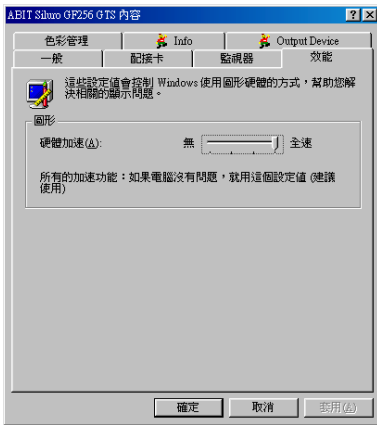 ABIT Siluro GF256 GTS 內容
色彩管理 Info Output Device
一般 配接卡 監視器 效能
這些設定值會控制 Windows 使用圖形硬體的方式，幫助您解
決相關的顯示問題。
圖形
硬體加速(A): 無 全速
所有的加速功能：如果電腦沒有問題，就用這個設定值 (建議
使用)
確定 取消 套用(A)